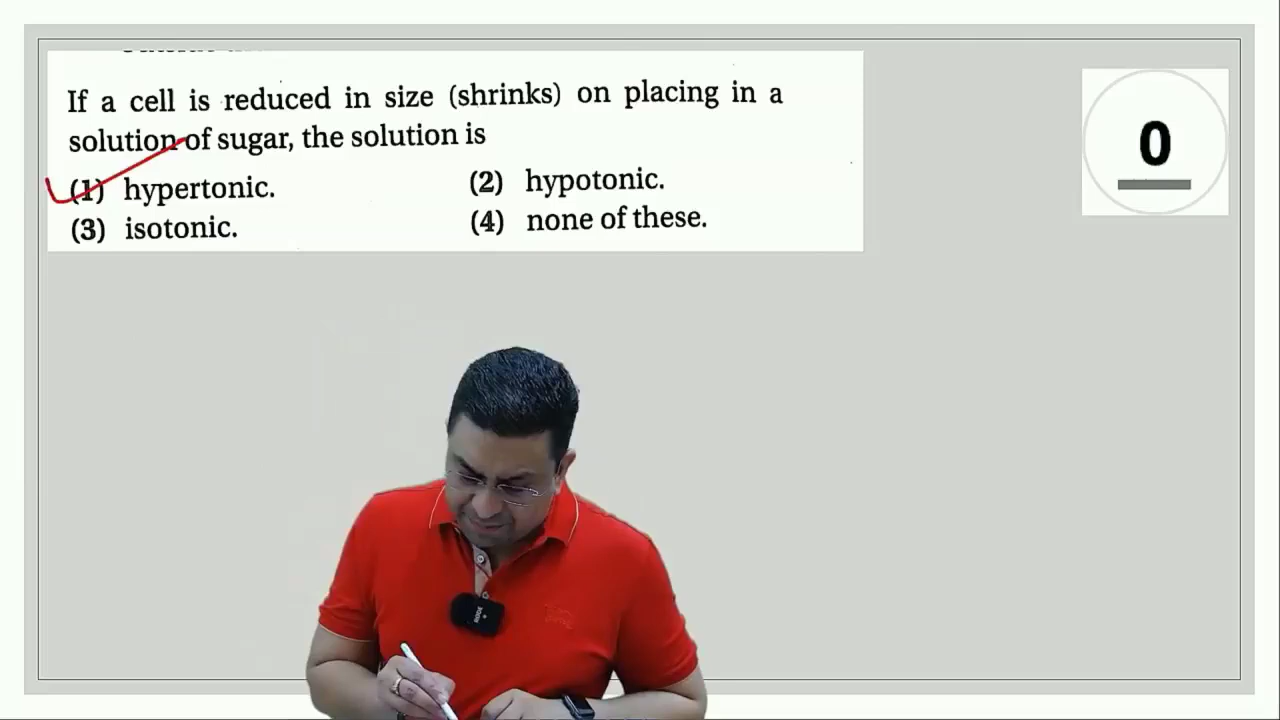 If a cell is reduced in size (shrinks) on placing in a
solution of sugar, the solution is
(1) hypertonic. (2) hypotonic.
(3) isotonic. (4) none of these.
0
RODE